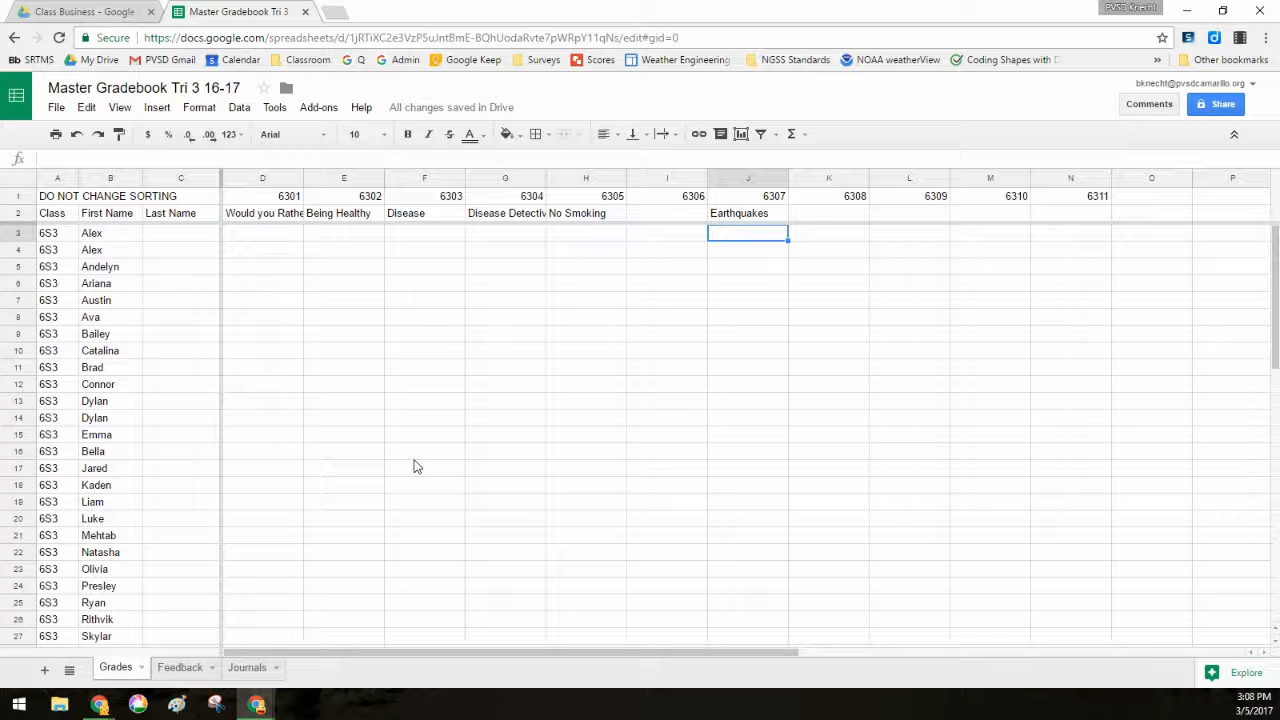 Class Business - Google
Master Gradebook Tri 3
PVSD Knecht
Secure
https://docs.google.com/spreadsheets/d/1jRTiXC2e3VzP5uJntBmE-BQhUodaRvte7pWRpY11qNs/edit#gid=0
Bb SRTMS My Drive PVSD Gmail Calendar Classroom G Q Admin Google Keep Surveys Scores Weather Engineering NGSS Standards NOAA weatherView Coding Shapes with D » Other bookmarks
Master Gradebook Tri 3 16-17
bknecht@pvsdcamarillo.org
File Edit View Insert Format Data Tools Add-ons Help All changes saved in Drive
Comments Share
$ % .0 .00 123 Arial 10 B I S A Σ
fx
A B C D E F G H I J K L M N O P
1 DO NOT CHANGE SORTING 6301 6302 6303 6304 6305 6306 6307 6308 6309 6310 6311
2 Class First Name Last Name Would you Rathe Being Healthy Disease Disease Detectiv No Smoking Earthquakes
3 6S3 Alex
4 6S3 Alex
5 6S3 Andelyn
6 6S3 Ariana
7 6S3 Austin
8 6S3 Ava
9 6S3 Bailey
10 6S3 Catalina
11 6S3 Brad
12 6S3 Connor
13 6S3 Dylan
14 6S3 Dylan
15 6S3 Emma
16 6S3 Bella
17 6S3 Jared
18 6S3 Kaden
19 6S3 Liam
20 6S3 Luke
21 6S3 Mehtab
22 6S3 Natasha
23 6S3 Olivia
24 6S3 Presley
25 6S3 Ryan
26 6S3 Rithvik
27 6S3 Skylar
Grades Feedback Journals
Explore
3:08 PM
3/5/2017